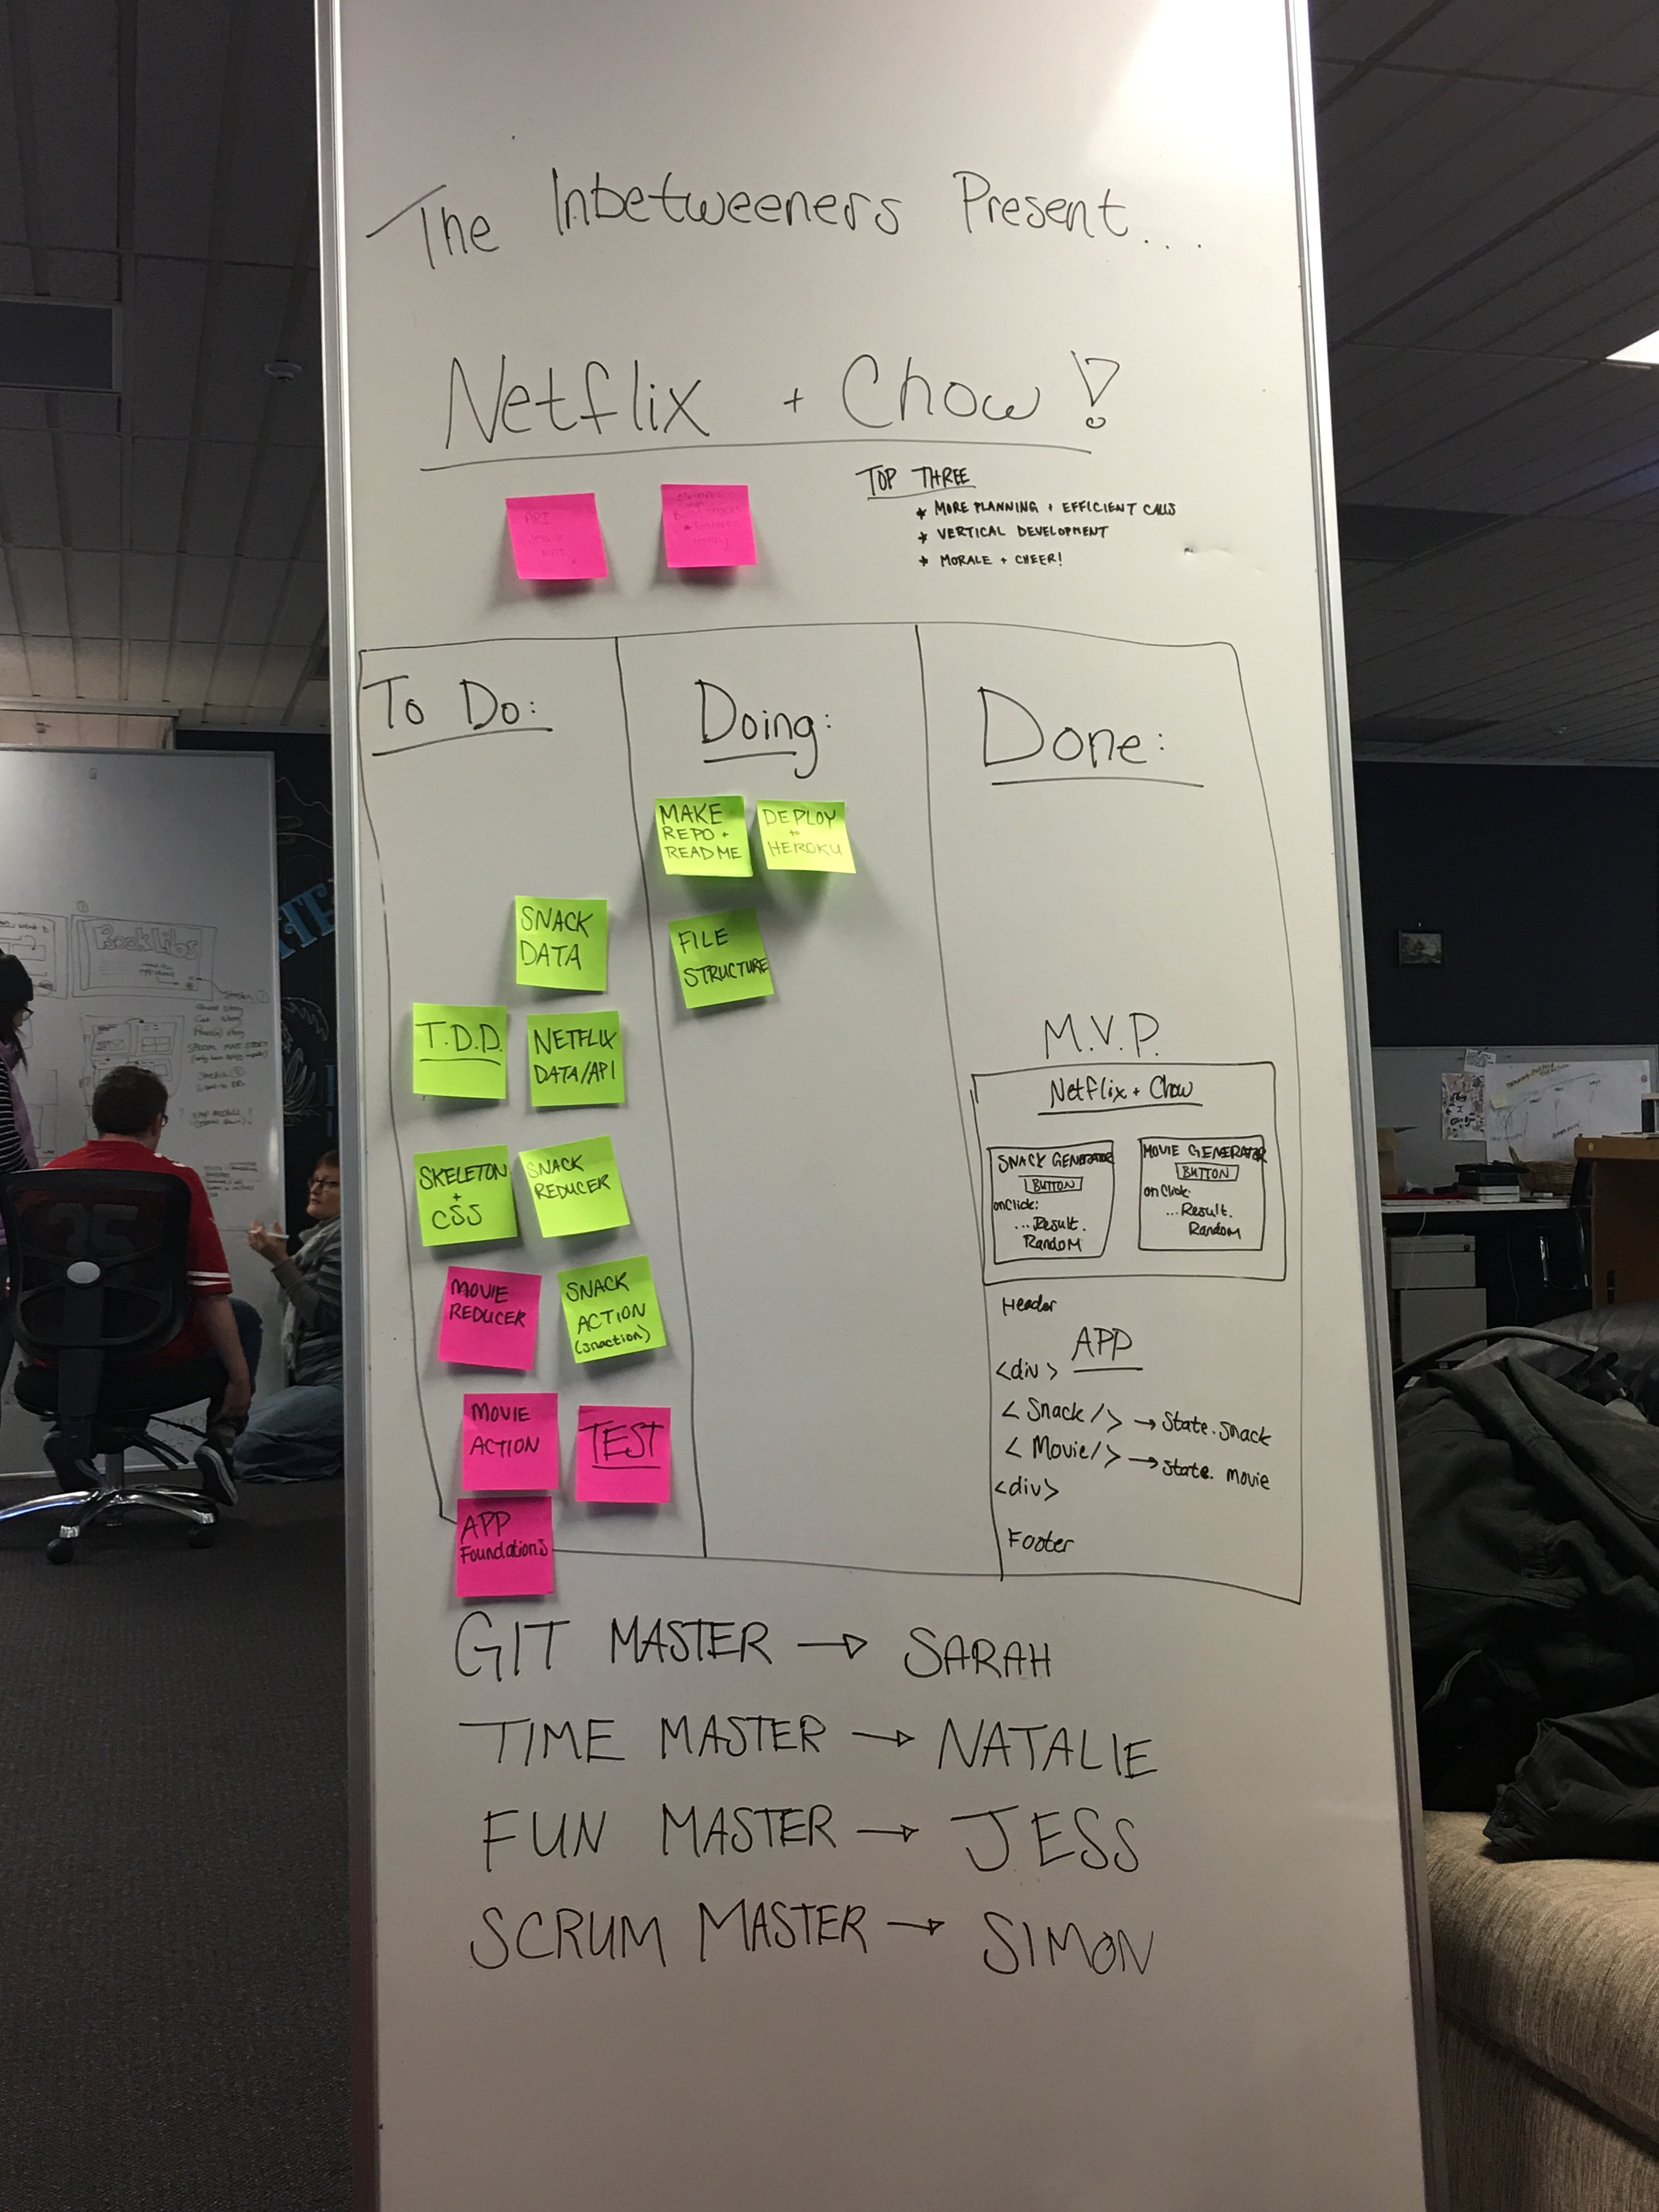 The Inbetweeners Present...
Netflix + Chow!
API
TOP THREE
* MORE PLANNING + EFFICIENT CALLS
* VERTICAL DEVELOPMENT
* MORALE + CHEER!
To Do:
SNACK
DATA
T.D.D.
NETFLIX
DATA/API
SKELETON
+
CSS
SNACK
REDUCER
MOVIE
REDUCER
SNACK
ACTION
(snaction)
MOVIE
ACTION
TEST
APP
Foundations
Doing:
MAKE
REPO +
README
DEPLOY
to
HEROKU
FILE
STRUCTURE
Done:
M.V.P.
Netflix + Chow
SNACK GENERATOR
BUTTON
onClick:
...Result.
Random
MOVIE GENERATOR
BUTTON
onClick:
...Result.
Random
Header
APP
<div>
< Snack/> → State.snack
< Movie/> → State. movie
<div>
Footer
GIT MASTER → SARAH
TIME MASTER → NATALIE
FUN MASTER → JESS
SCRUM MASTER → SIMON
BookLibs
35